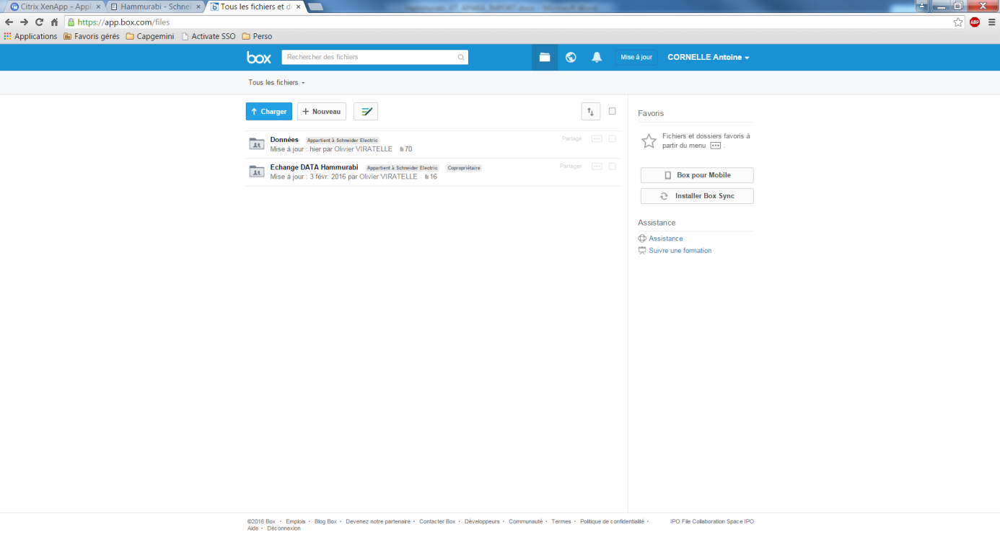 Citrix XenApp - Appl × Hammurabi - Schnei × Tous les fichiers et d ×
https://app.box.com/files ABP
Applications Favoris gérés Capgemini Activate SSO Perso
box Rechercher des fichiers Mise à jour CORNELLE Antoine
Tous les fichiers
Charger + Nouveau
Favoris
Données Appartient à Schneider Electric Partagé
Mise à jour : hier par Olivier VIRATELLE 70
Echange DATA Hammurabi Appartient à Schneider Electric Copropriétaire Partager
Mise à jour : 3 févr. 2016 par Olivier VIRATELLE 16
Fichiers et dossiers favoris à
partir du menu .
Box pour Mobile
Installer Box Sync
Assistance
Assistance
Suivre une formation
©2016 Box · Emplois · Blog Box · Devenez notre partenaire · Contacter Box · Développeurs · Communauté · Termes · Politique de confidentialité · IPO File Collaboration Space IPO
Aide · Déconnexion